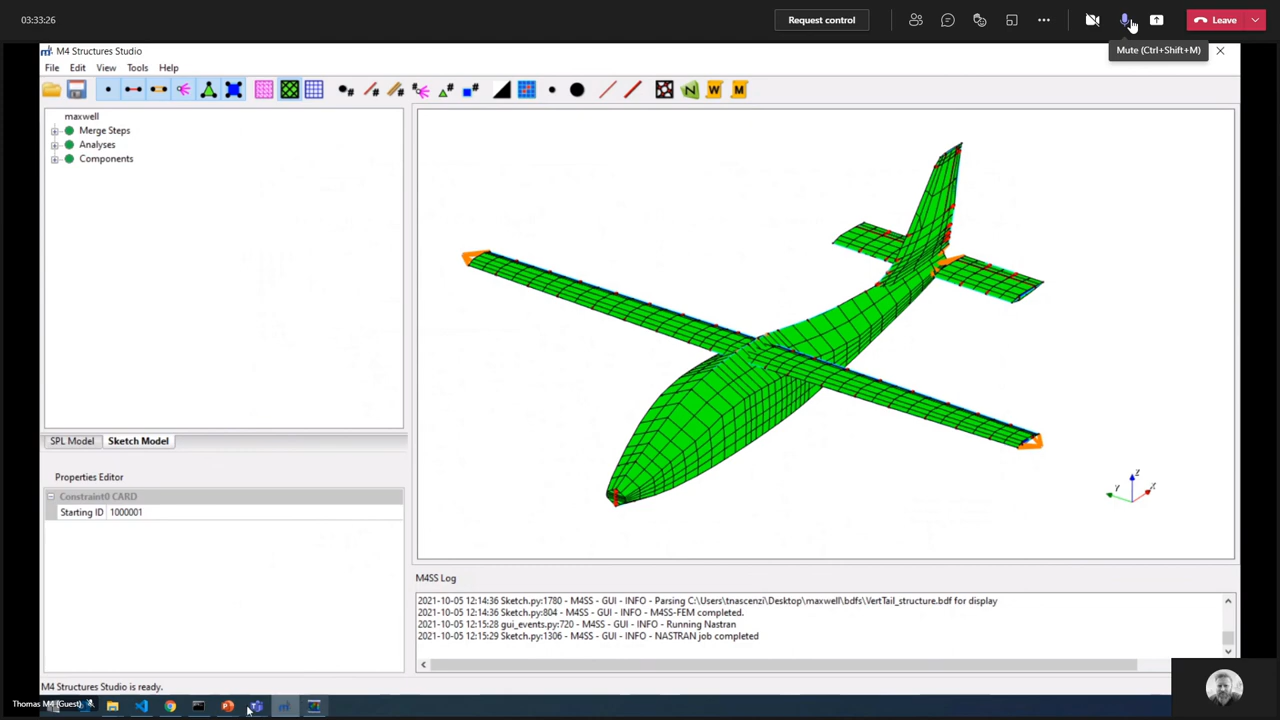 03:33:26
Request control
Leave
Mute (Ctrl+Shift+M)
M4 Structures Studio
File Edit View Tools Help
N W M
maxwell
Merge Steps
Analyses
Components
SPL Model Sketch Model
Properties Editor
Constraint0 CARD
Starting ID 1000001
Z
Y X
M4SS Log
2021-10-05 12:14:36 Sketch.py:1780 - M4SS - GUI - INFO - Parsing C:\Users\tnascenzi\Desktop\maxwell\bdfs\VertTail_structure.bdf for display
2021-10-05 12:14:36 Sketch.py:804 - M4SS - GUI - INFO - M4SS-FEM completed.
2021-10-05 12:15:28 gui_events.py:720 - M4SS - GUI - INFO - Running Nastran
2021-10-05 12:15:29 Sketch.py:1306 - M4SS - GUI - INFO - NASTRAN job completed
M4 Structures Studio is ready.
Thomas M4 (Guest)